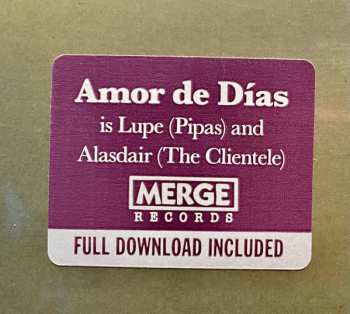 Amor de Días
is Lupe (Pipas) and
Alasdair (The Clientele)
MERGE
RECORDS
FULL DOWNLOAD INCLUDED